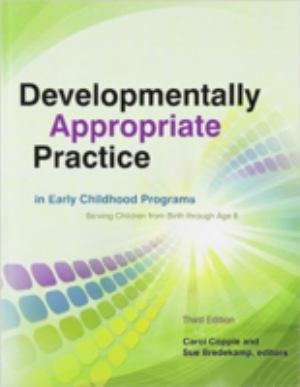 Developmentally
Appropriate
Practice
in Early Childhood Programs
Serving Children from Birth through Age 8
Third Edition
Carol Copple and
Sue Bredekamp, editors